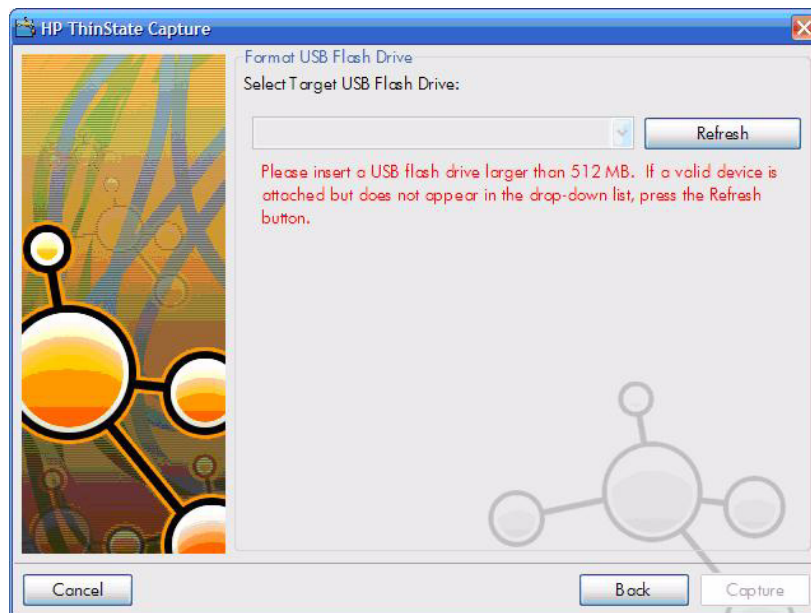 HP ThinState Capture
Format USB Flash Drive
Select Target USB Flash Drive:
Refresh
Please insert a USB flash drive larger than 512 MB. If a valid device is
attached but does not appear in the drop-down list, press the Refresh
button.
Cancel
Back
Capture